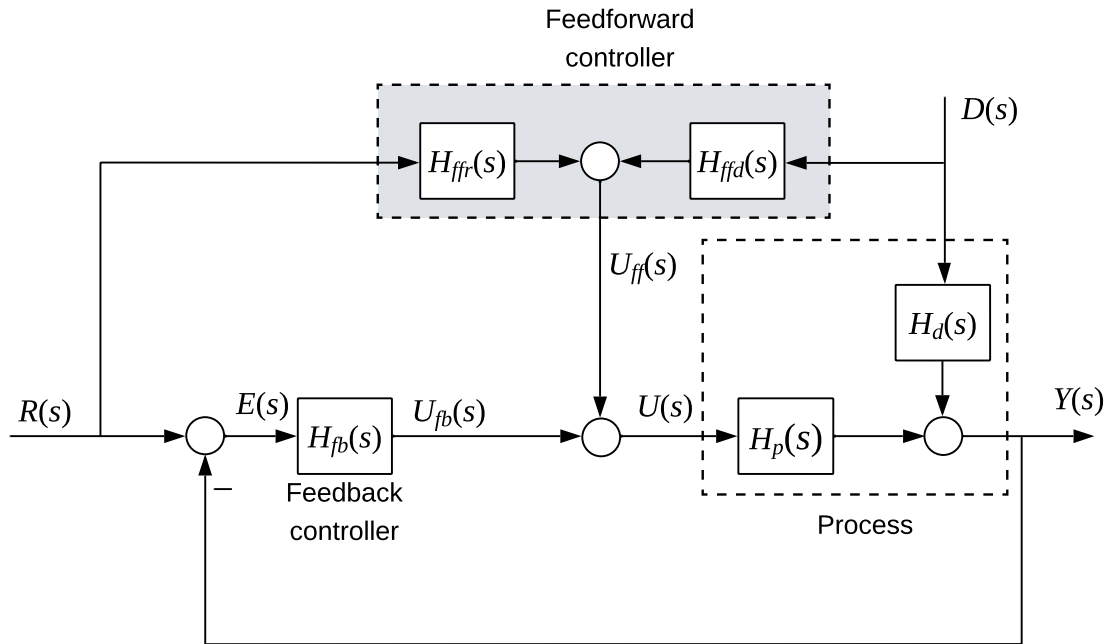 Feedforward
controller
D(s)
H_ffr(s)
H_ffd(s)
U_ff(s)
H_d(s)
R(s)
E(s)
U_fb(s)
U(s)
Y(s)
H_fb(s)
H_p(s)
–
Feedback
controller
Process